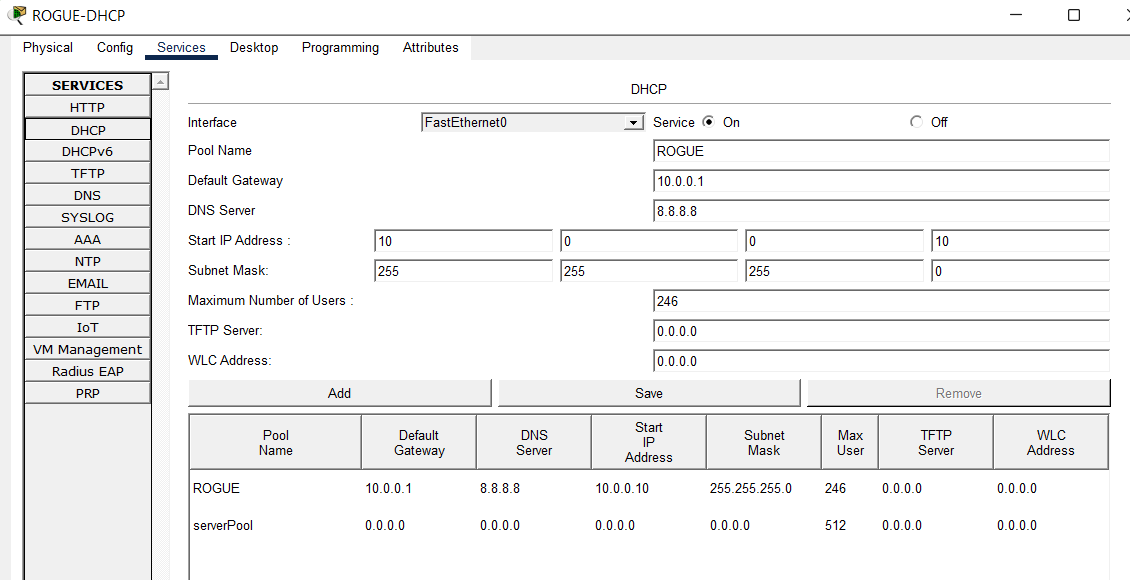 ROGUE-DHCP
Physical Config Services Desktop Programming Attributes
SERVICES
HTTP
DHCP
DHCPv6
TFTP
DNS
SYSLOG
AAA
NTP
EMAIL
FTP
IoT
VM Management
Radius EAP
PRP
DHCP
Interface FastEthernet0 Service On Off
Pool Name ROGUE
Default Gateway 10.0.0.1
DNS Server 8.8.8.8
Start IP Address : 10 0 0 10
Subnet Mask: 255 255 255 0
Maximum Number of Users : 246
TFTP Server: 0.0.0.0
WLC Address: 0.0.0.0
Add Save Remove
Pool Name Default Gateway DNS Server Start IP Address Subnet Mask Max User TFTP Server WLC Address
ROGUE 10.0.0.1 8.8.8.8 10.0.0.10 255.255.255.0 246 0.0.0.0 0.0.0.0
serverPool 0.0.0.0 0.0.0.0 0.0.0.0 0.0.0.0 512 0.0.0.0 0.0.0.0